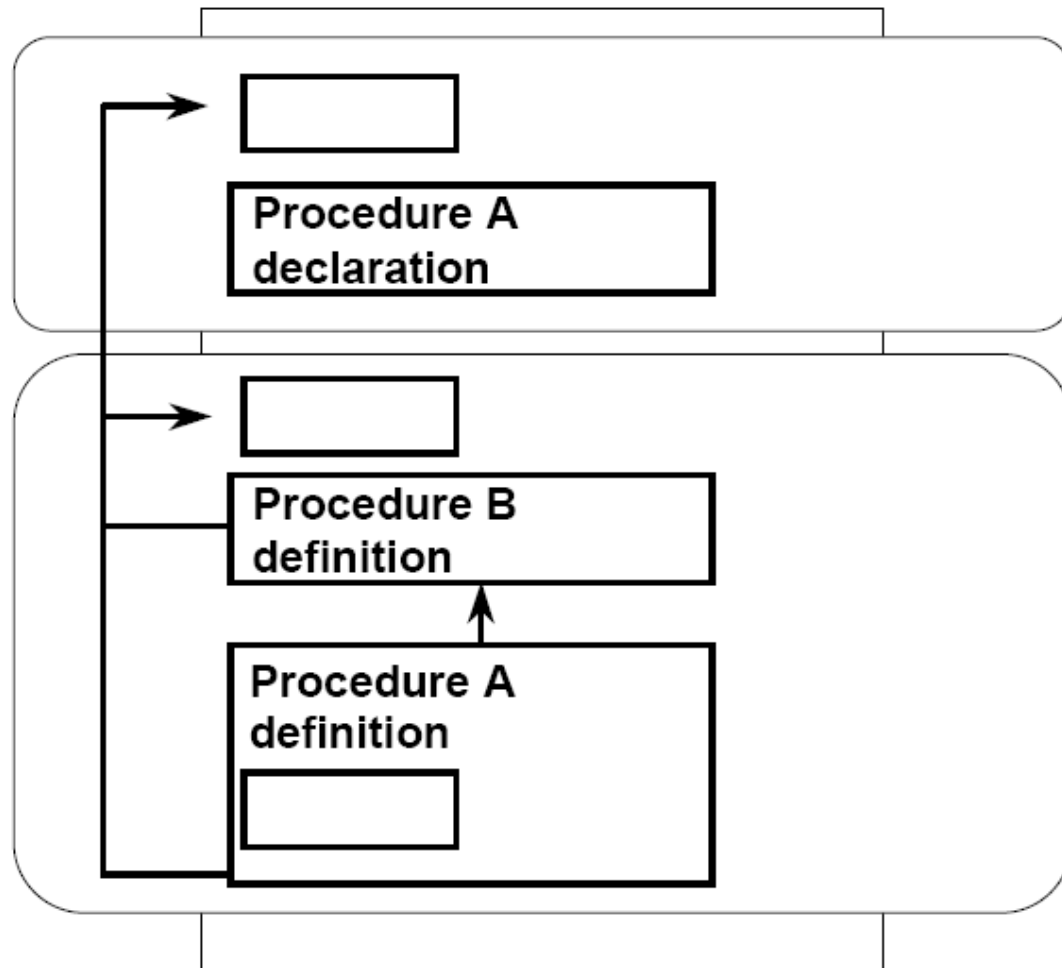 Procedure A
declaration
Procedure B
definition
Procedure A
definition